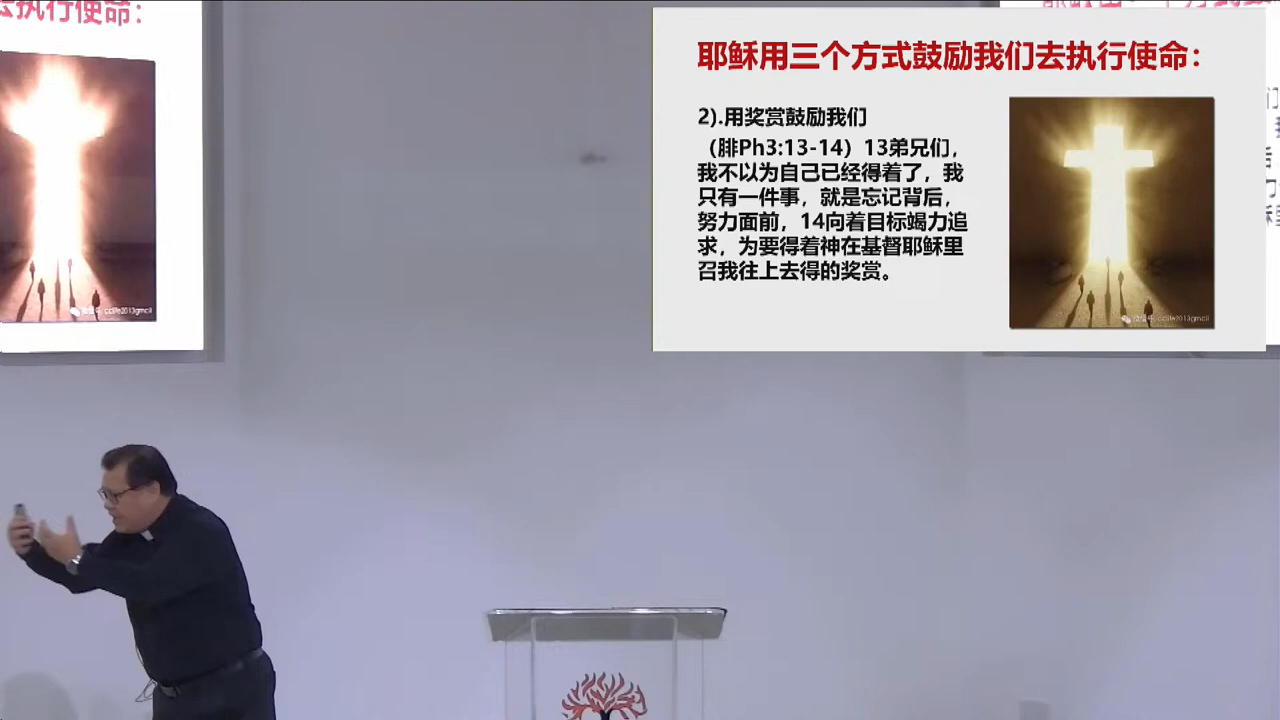 去执行使命：
耶稣用三个方式鼓励我们去执行使命：
2).用奖赏鼓励我们
（腓Ph3:13-14）13弟兄们，
我不以为自己已经得着了，我
只有一件事，就是忘记背后，
努力面前，14向着目标竭力追
求，为要得着神在基督耶稣里
召我往上去得的奖赏。